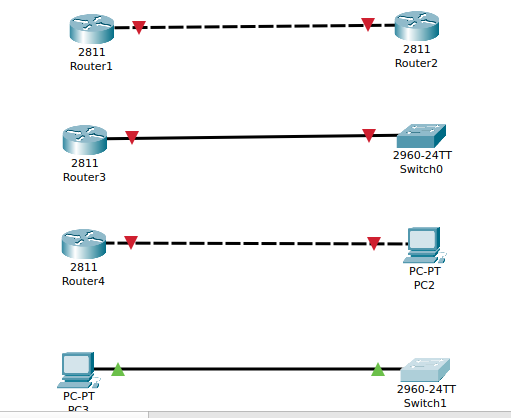 2811
Router1
2811
Router2
2811
Router3
2960-24TT
Switch0
2811
Router4
PC-PT
PC2
PC-PT
PC3
2960-24TT
Switch1